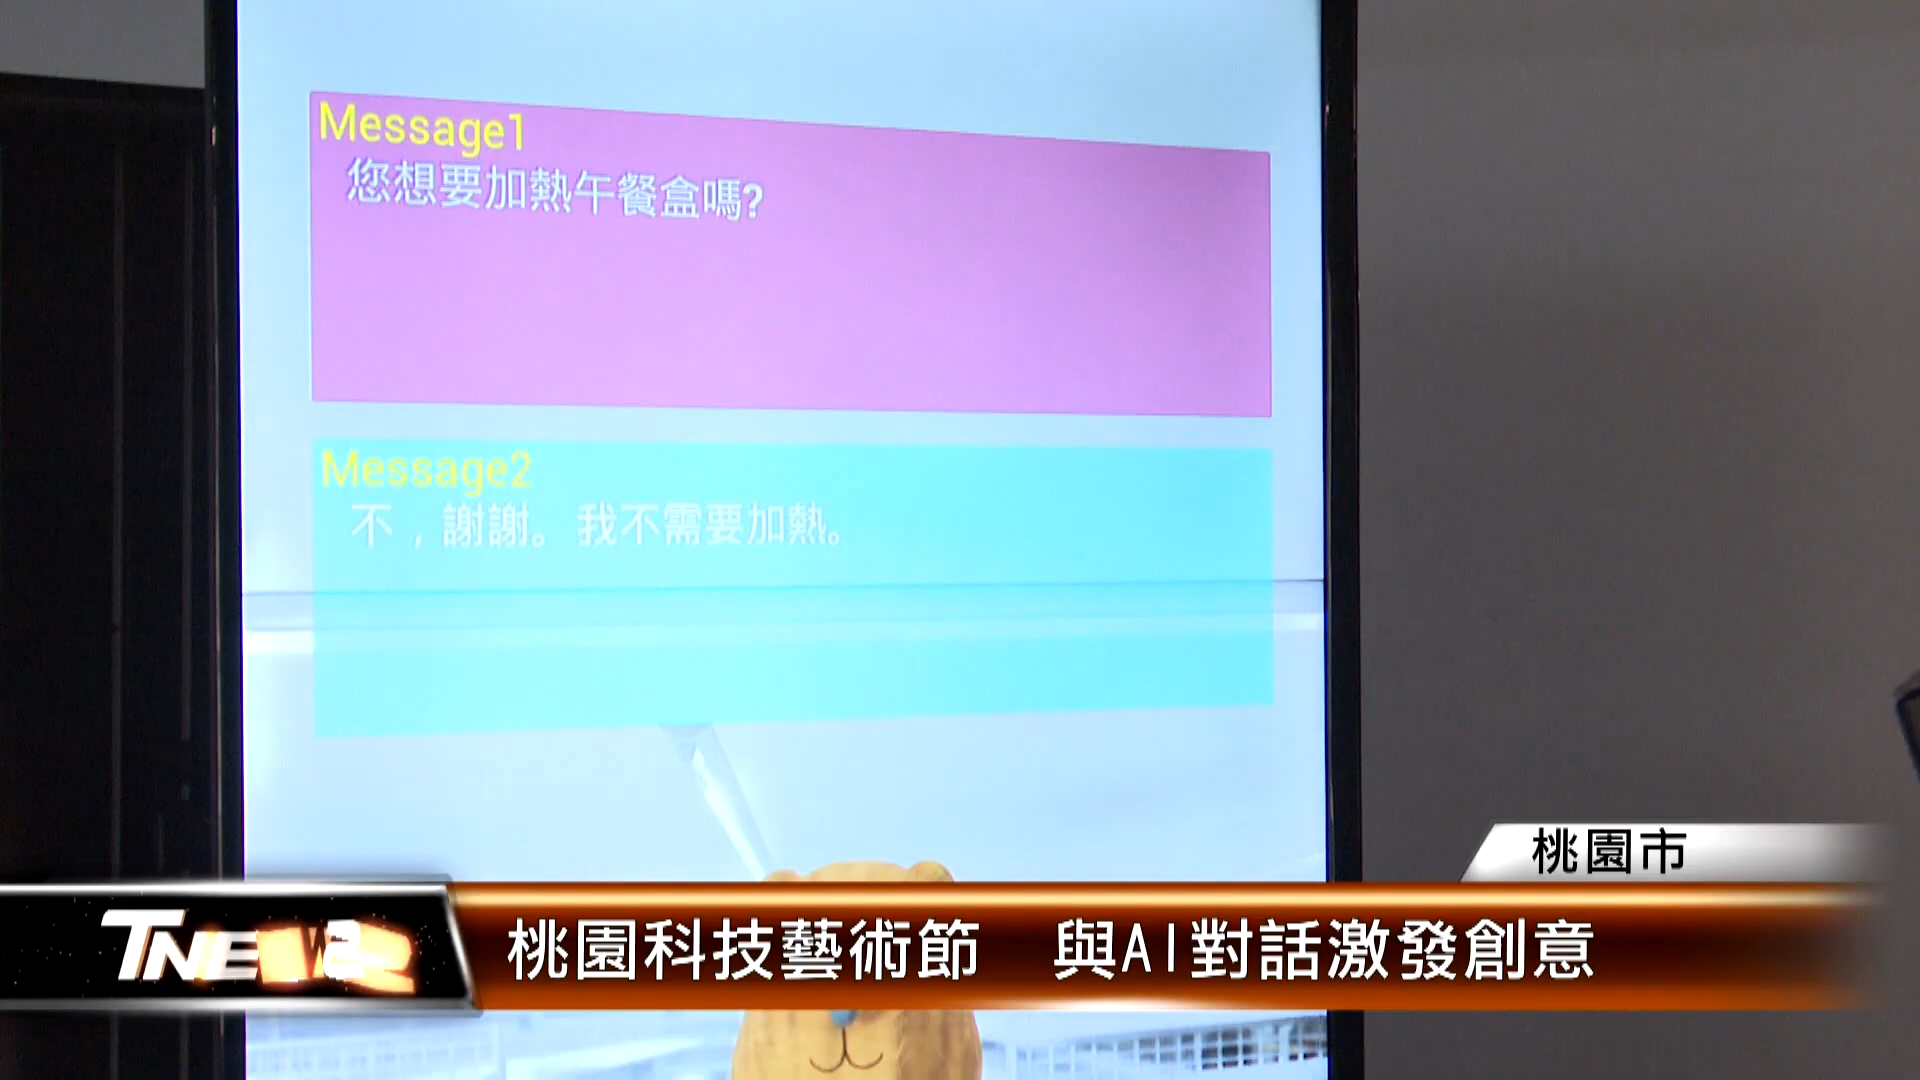 Message1
您想要加熱午餐盒嗎?
Message2
不，謝謝。我不需要加熱。
桃園市
TNEWS
桃園科技藝術節 與AI對話激發創意